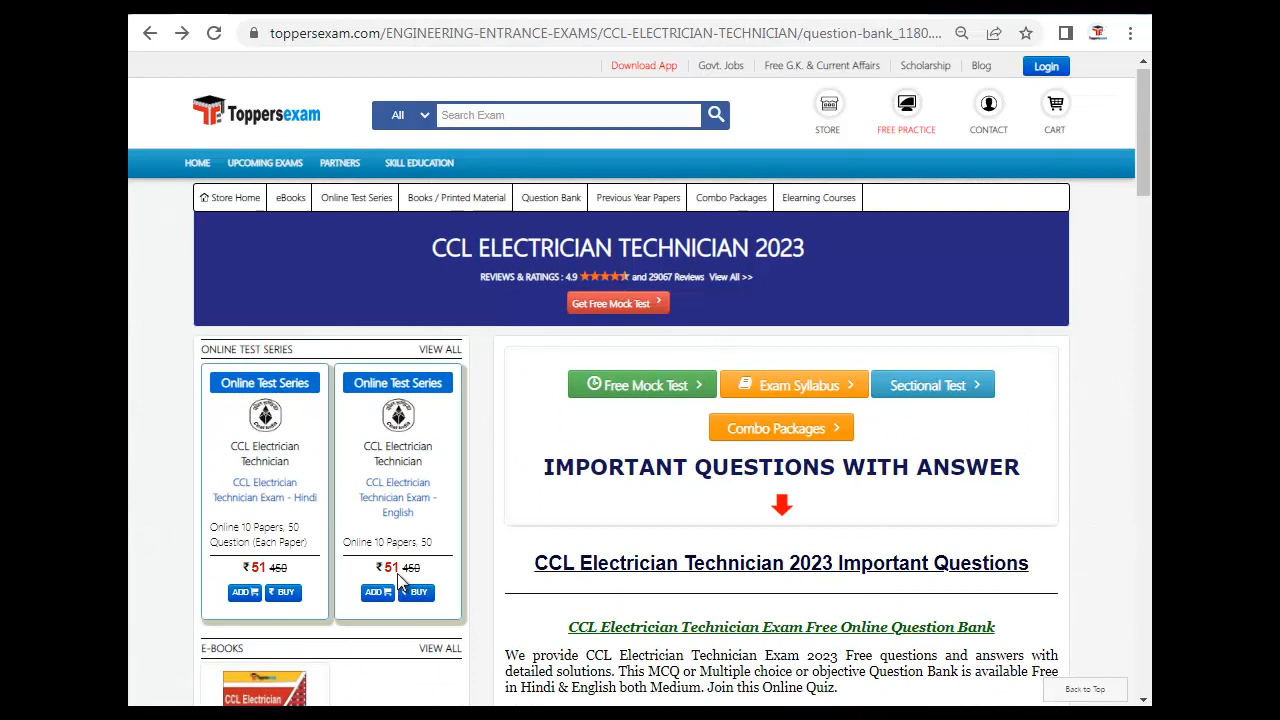 toppersexam.com/ENGINEERING-ENTRANCE-EXAMS/CCL-ELECTRICIAN-TECHNICIAN/question-bank_1180....
Download App
Govt. Jobs
Free G.K. & Current Affairs
Scholarship
Blog
Login
Toppersexam
All
Search Exam
STORE
FREE PRACTICE
CONTACT
CART
HOME
UPCOMING EXAMS
PARTNERS
SKILL EDUCATION
Store Home
eBooks
Online Test Series
Books / Printed Material
Question Bank
Previous Year Papers
Combo Packages
Elearning Courses
CCL ELECTRICIAN TECHNICIAN 2023
REVIEWS & RATINGS : 4.9 and 29067 Reviews View All >>
Get Free Mock Test
ONLINE TEST SERIES
VIEW ALL
Online Test Series
CCL Electrician
Technician
CCL Electrician
Technician Exam - Hindi
Online 10 Papers, 50
Question (Each Paper)
₹ 51 450
ADD
₹ BUY
Online Test Series
CCL Electrician
Technician
CCL Electrician
Technician Exam -
English
Online 10 Papers, 50
₹ 51 450
ADD
BUY
E-BOOKS
VIEW ALL
Toppersexam
CCL Electrician
Free Mock Test
Exam Syllabus
Sectional Test
Combo Packages
IMPORTANT QUESTIONS WITH ANSWER
CCL Electrician Technician 2023 Important Questions
CCL Electrician Technician Exam Free Online Question Bank
We provide CCL Electrician Technician Exam 2023 Free questions and answers with
detailed solutions. This MCQ or Multiple choice or objective Question Bank is available Free
in Hindi & English both Medium. Join this Online Quiz.
Back to Top